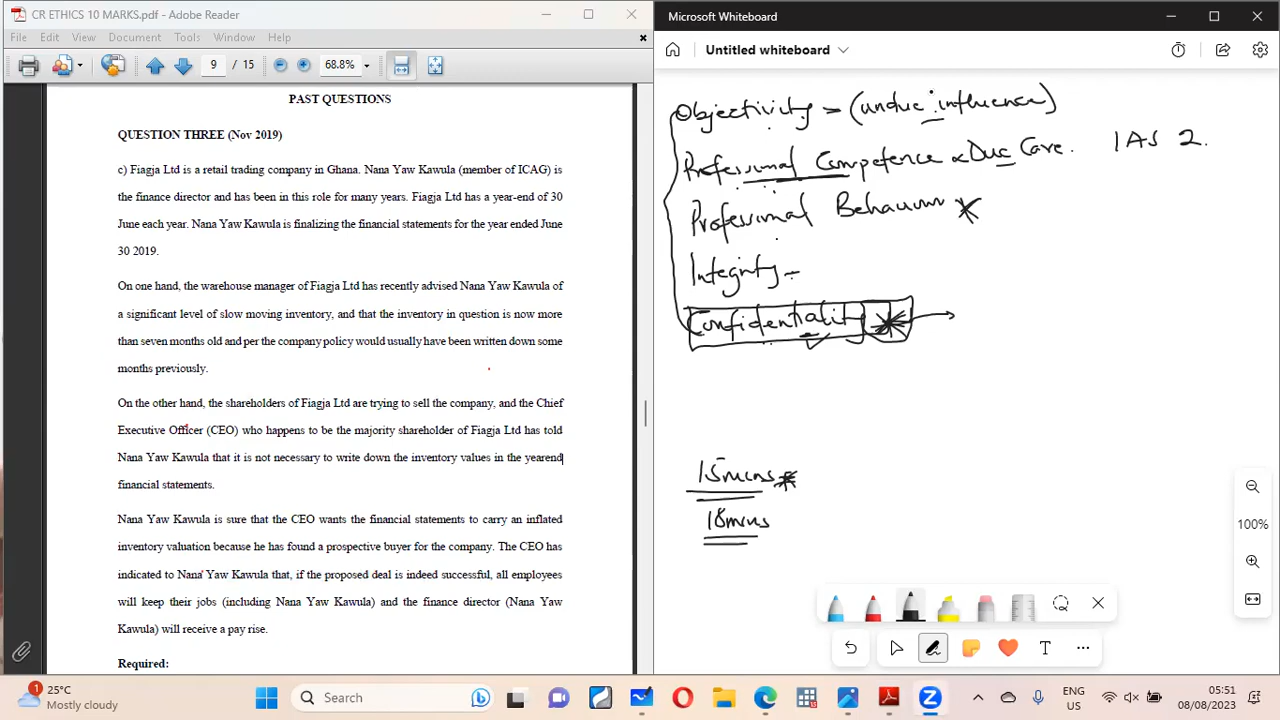 CR ETHICS 10 MARKS.pdf - Adobe Reader
File Edit View Document Tools Window Help
9 / 15 68.8%
PAST QUESTIONS
QUESTION THREE (Nov 2019)
c) Fiagja Ltd is a retail trading company in Ghana. Nana Yaw Kawula (member of ICAG) is
the finance director and has been in this role for many years. Fiagja Ltd has a year-end of 30
June each year. Nana Yaw Kawula is finalizing the financial statements for the year ended June
30 2019.
On one hand, the warehouse manager of Fiagja Ltd has recently advised Nana Yaw Kawula of
a significant level of slow moving inventory, and that the inventory in question is now more
than seven months old and per the company policy would usually have been written down some
months previously.
On the other hand, the shareholders of Fiagja Ltd are trying to sell the company, and the Chief
Executive Officer (CEO) who happens to be the majority shareholder of Fiagja Ltd has told
Nana Yaw Kawula that it is not necessary to write down the inventory values in the yearend
financial statements.
Nana Yaw Kawula is sure that the CEO wants the financial statements to carry an inflated
inventory valuation because he has found a prospective buyer for the company. The CEO has
indicated to Nana Yaw Kawula that, if the proposed deal is indeed successful, all employees
will keep their jobs (including Nana Yaw Kawula) and the finance director (Nana Yaw
Kawula) will receive a pay rise.
Required:
Microsoft Whiteboard
Untitled whiteboard
Objectivity - (undue influence)
Professional Competence & Due Care. IAS 2.
Professional Behaviour
Integrity -
Confidentiality
15mins
18mins
100%
T
1
25°C
Mostly cloudy
Search
ENG
US
05:51
08/08/2023